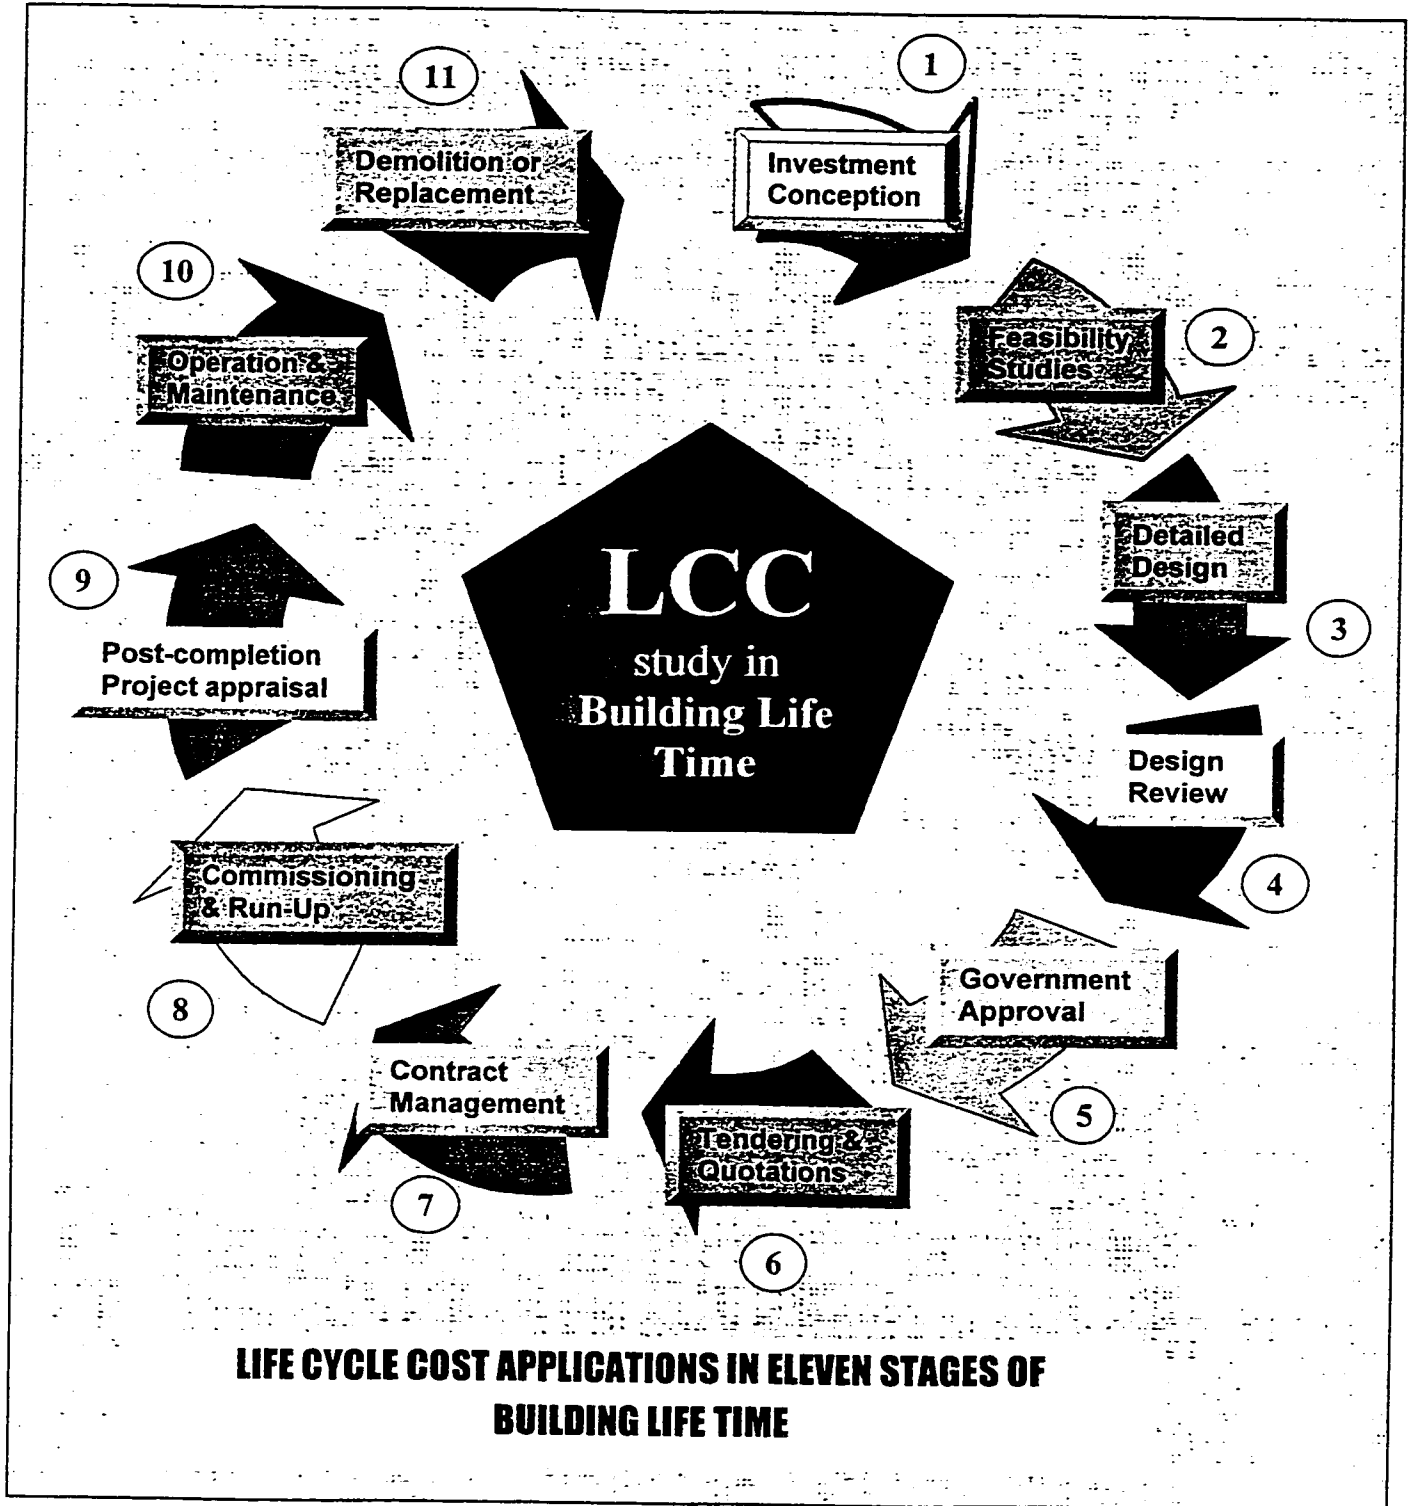 11
Demolition or
Replacement
1
Investment
Conception
10
Operation &
Maintenance
2
Feasibility
Studies
Detailed
Design
3
9
Post-completion
Project appraisal
LCC
study in
Building Life
Time
Design
Review
4
Commissioning
& Run-Up
8
Government
Approval
5
Contract
Management
7
Tendering &
Quotations
6
LIFE CYCLE COST APPLICATIONS IN ELEVEN STAGES OF
BUILDING LIFE TIME